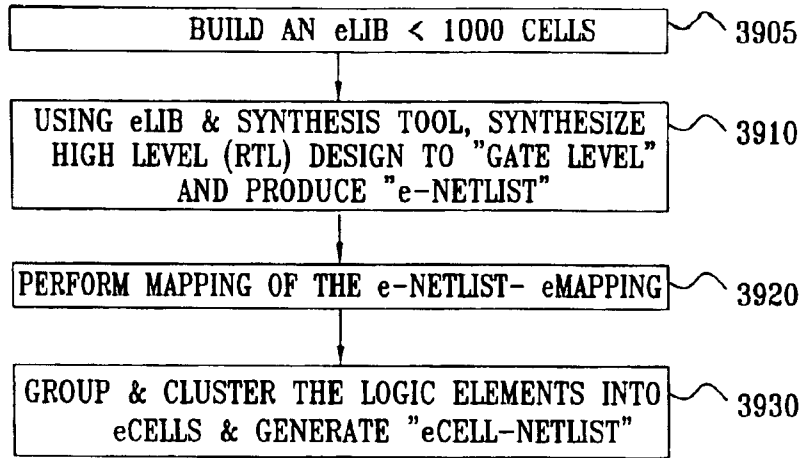 BUILD AN eLIB < 1000 CELLS
3905
USING eLIB & SYNTHESIS TOOL, SYNTHESIZE
HIGH LEVEL (RTL) DESIGN TO "GATE LEVEL"
AND PRODUCE "e-NETLIST"
3910
PERFORM MAPPING OF THE e-NETLIST- eMAPPING
3920
GROUP & CLUSTER THE LOGIC ELEMENTS INTO
eCELLS & GENERATE "eCELL-NETLIST"
3930